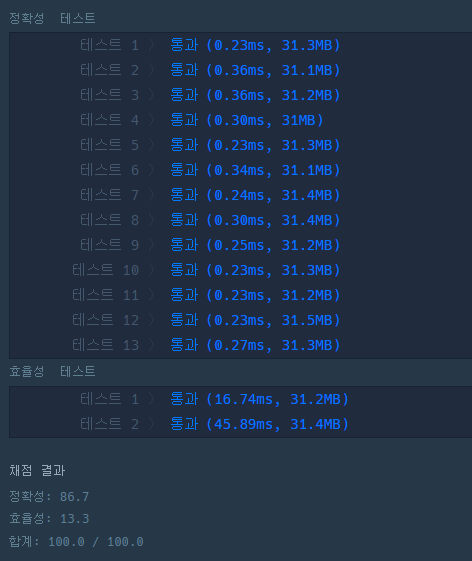 정확성  테스트
테스트 1 〉 통과 (0.23ms, 31.3MB)
테스트 2 〉 통과 (0.36ms, 31.1MB)
테스트 3 〉 통과 (0.36ms, 31.2MB)
테스트 4 〉 통과 (0.30ms, 31MB)
테스트 5 〉 통과 (0.23ms, 31.3MB)
테스트 6 〉 통과 (0.34ms, 31.1MB)
테스트 7 〉 통과 (0.24ms, 31.4MB)
테스트 8 〉 통과 (0.30ms, 31.4MB)
테스트 9 〉 통과 (0.25ms, 31.2MB)
테스트 10 〉 통과 (0.23ms, 31.3MB)
테스트 11 〉 통과 (0.23ms, 31.2MB)
테스트 12 〉 통과 (0.23ms, 31.5MB)
테스트 13 〉 통과 (0.27ms, 31.3MB)
효율성  테스트
테스트 1 〉 통과 (16.74ms, 31.2MB)
테스트 2 〉 통과 (45.89ms, 31.4MB)
채점 결과
정확성: 86.7
효율성: 13.3
합계: 100.0 / 100.0